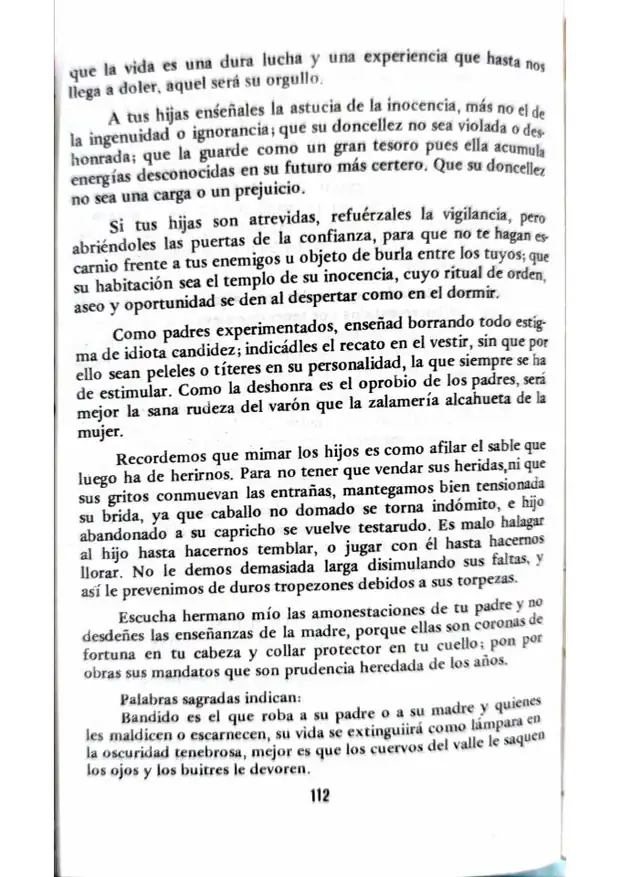 que la vida es una dura lucha y una experiencia que hasta nos
llega a doler, aquel será su orgullo.
A tus hijas enséñales la astucia de la inocencia, más no el de
la ingenuidad o ignorancia; que su doncellez no sea violada o des-
honrada; que la guarde como un gran tesoro pues ella acumula
energías desconocidas en su futuro más certero. Que su doncellez
no sea una carga o un prejuicio.
Si tus hijas son atrevidas, refuérzales la vigilancia, pero
abriéndoles las puertas de la confianza, para que no te hagan es-
carnio frente a tus enemigos u objeto de burla entre los tuyos; que
su habitación sea el templo de su inocencia, cuyo ritual de orden,
aseo y oportunidad se den al despertar como en el dormir.
Como padres experimentados, enseñad borrando todo estig-
ma de idiota candidez; indicádles el recato en el vestir, sin que por
ello sean peleles o títeres en su personalidad, la que siempre se ha
de estimular. Como la deshonra es el oprobio de los padres, será
mejor la sana rudeza del varón que la zalamería alcahueta de la
mujer.
Recordemos que mimar los hijos es como afilar el sable que
luego ha de herirnos. Para no tener que vendar sus heridas,ni que
sus gritos conmuevan las entrañas, mantegamos bien tensionada
su brida, ya que caballo no domado se torna indómito, e hijo
abandonado a su capricho se vuelve testarudo. Es malo halagar
al hijo hasta hacernos temblar, o jugar con él hasta hacernos
llorar. No le demos demasiada larga disimulando sus faltas, y
así le prevenimos de duros tropezones debidos a sus torpezas.
Escucha hermano mío las amonestaciones de tu padre y no
desdeñes las enseñanzas de la madre, porque ellas son coronas de
fortuna en tu cabeza y collar protector en tu cuello; pon por
obras sus mandatos que son prudencia heredada de los años.
Palabras sagradas indican:
Bandido es el que roba a su padre o a su madre y quienes
les maldicen o escarnecen, su vida se extinguiirá como lámpara en
la oscuridad tenebrosa, mejor es que los cuervos del valle le saquen
los ojos y los buitres le devoren.
112